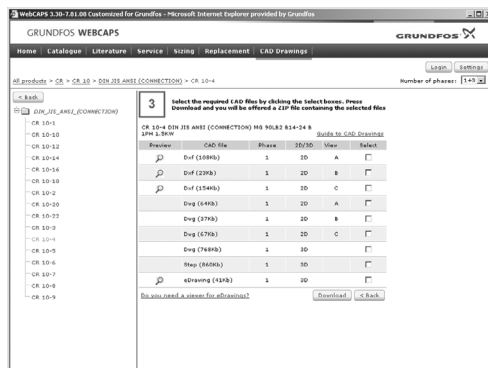 WebCAPS 3.30-7.01.08 Customized for Grundfos - Microsoft Internet Explorer provided by Grundfos
GRUNDFOS WEBCAPS
GRUNDFOS
Home Catalogue Literature Service Sizing Replacement CAD Drawings
Login Settings
All products > CR > CR 10 > DIN JIS ANSI (CONNECTION) > CR 10-4
Number of phases: 1+3
< Back
DIN_JIS_ANSI_(CONNECTION)
CR 10-1
CR 10-10
CR 10-12
CR 10-14
CR 10-16
CR 10-18
CR 10-2
CR 10-20
CR 10-22
CR 10-3
CR 10-4
CR 10-5
CR 10-6
CR 10-7
CR 10-8
CR 10-9
3
Select the required CAD files by clicking the Select boxes. Press
Download and you will be offered a ZIP file containing the selected files
CR 10-4 DIN JIS ANSI (CONNECTION) MG 90LB2 B14-24 B
1PH 1.5KW
Guide to CAD Drawings
Preview CAD file Phase 2D/3D View Select
Dxf (108Kb) 1 2D A
Dxf (23Kb) 1 2D B
Dxf (154Kb) 1 2D C
Dwg (64Kb) 1 2D A
Dwg (37Kb) 1 2D B
Dwg (67Kb) 1 2D C
Dwg (768Kb) 1 3D
Step (860Kb) 1 3D
eDrawing (41Kb) 1 3D
Do you need a viewer for eDrawings?
Download < Back